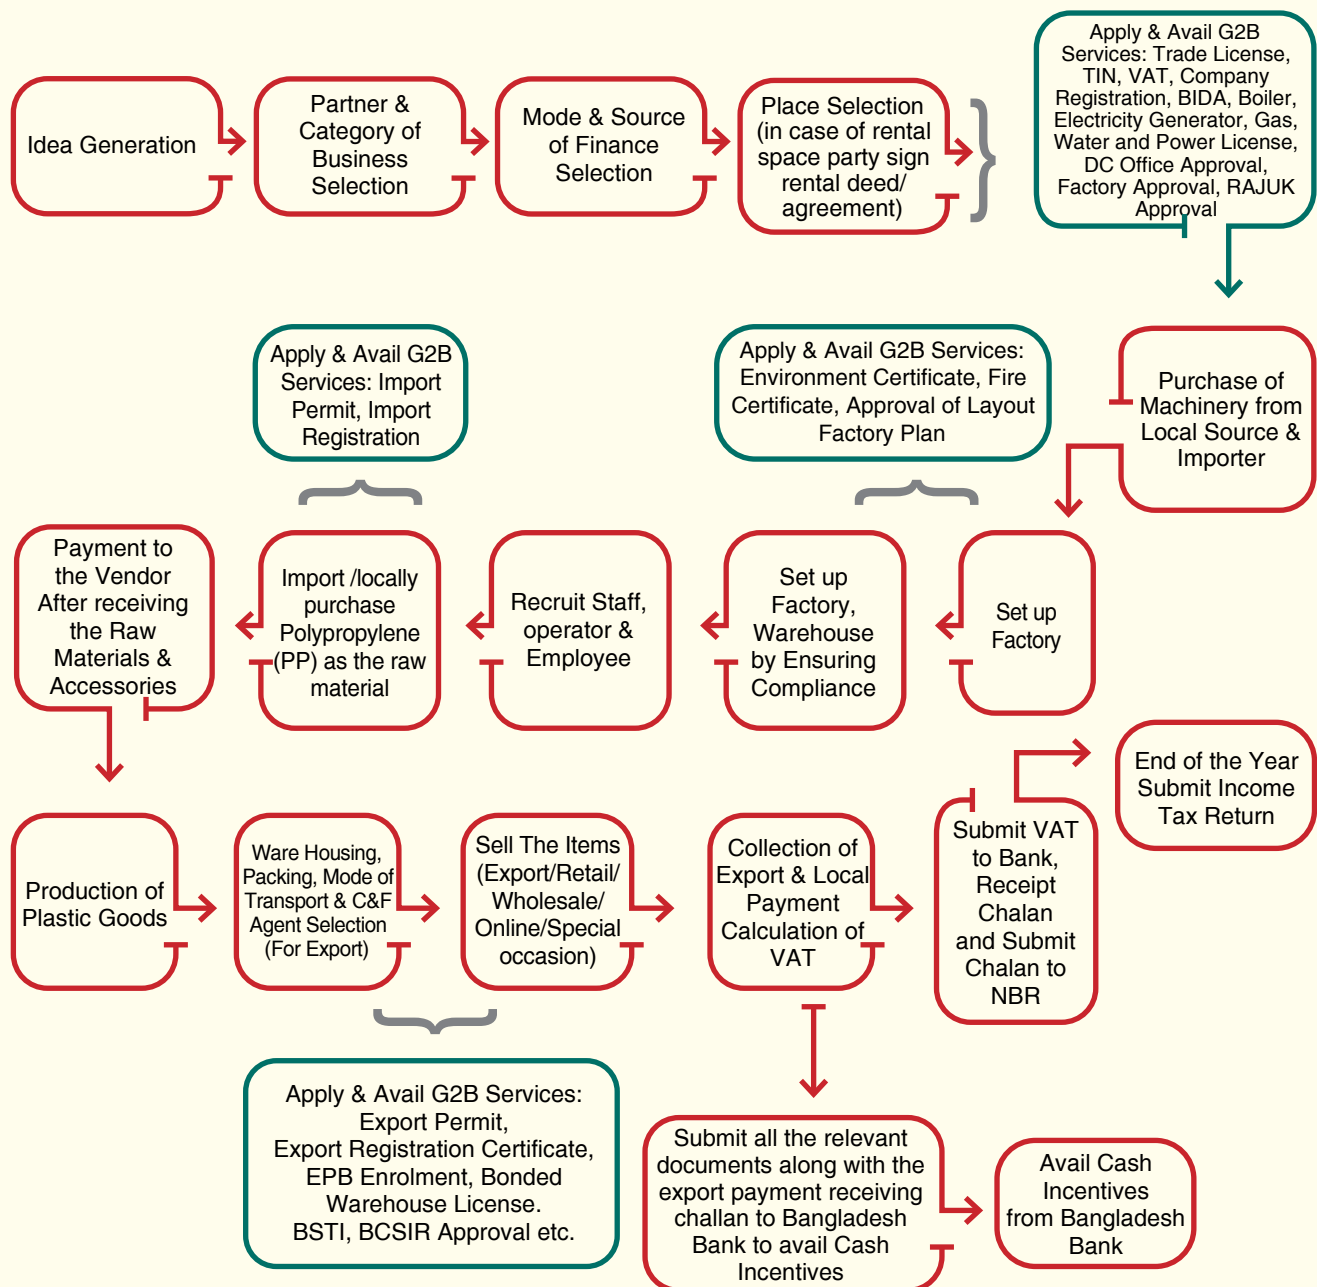 Idea Generation
Partner &
Category of
Business
Selection
Mode & Source
of Finance
Selection
Place Selection
(in case of rental
space party sign
rental deed/
agreement)
Apply & Avail G2B
Services: Trade License,
TIN, VAT, Company
Registration, BIDA, Boiler,
Electricity Generator, Gas,
Water and Power License,
DC Office Approval,
Factory Approval, RAJUK
Approval
Purchase of
Machinery from
Local Source &
Importer
Apply & Avail G2B Services:
Environment Certificate, Fire
Certificate, Approval of Layout
Factory Plan
Apply & Avail G2B
Services: Import
Permit, Import
Registration
Set up
Factory
Set up
Factory,
Warehouse
by Ensuring
Compliance
Recruit Staff,
operator &
Employee
Import /locally
purchase
Polypropylene
(PP) as the raw
material
Payment to
the Vendor
After receiving
the Raw
Materials &
Accessories
Production of
Plastic Goods
Ware Housing,
Packing, Mode of
Transport & C&F
Agent Selection
(For Export)
Sell The Items
(Export/Retail/
Wholesale/
Online/Special
occasion)
Collection of
Export & Local
Payment
Calculation of
VAT
Submit VAT
to Bank,
Receipt
Chalan
and Submit
Chalan to
NBR
End of the Year
Submit Income
Tax Return
Apply & Avail G2B Services:
Export Permit,
Export Registration Certificate,
EPB Enrolment, Bonded
Warehouse License.
BSTI, BCSIR Approval etc.
Submit all the relevant
documents along with the
export payment receiving
challan to Bangladesh
Bank to avail Cash
Incentives
Avail Cash
Incentives
from Bangladesh
Bank